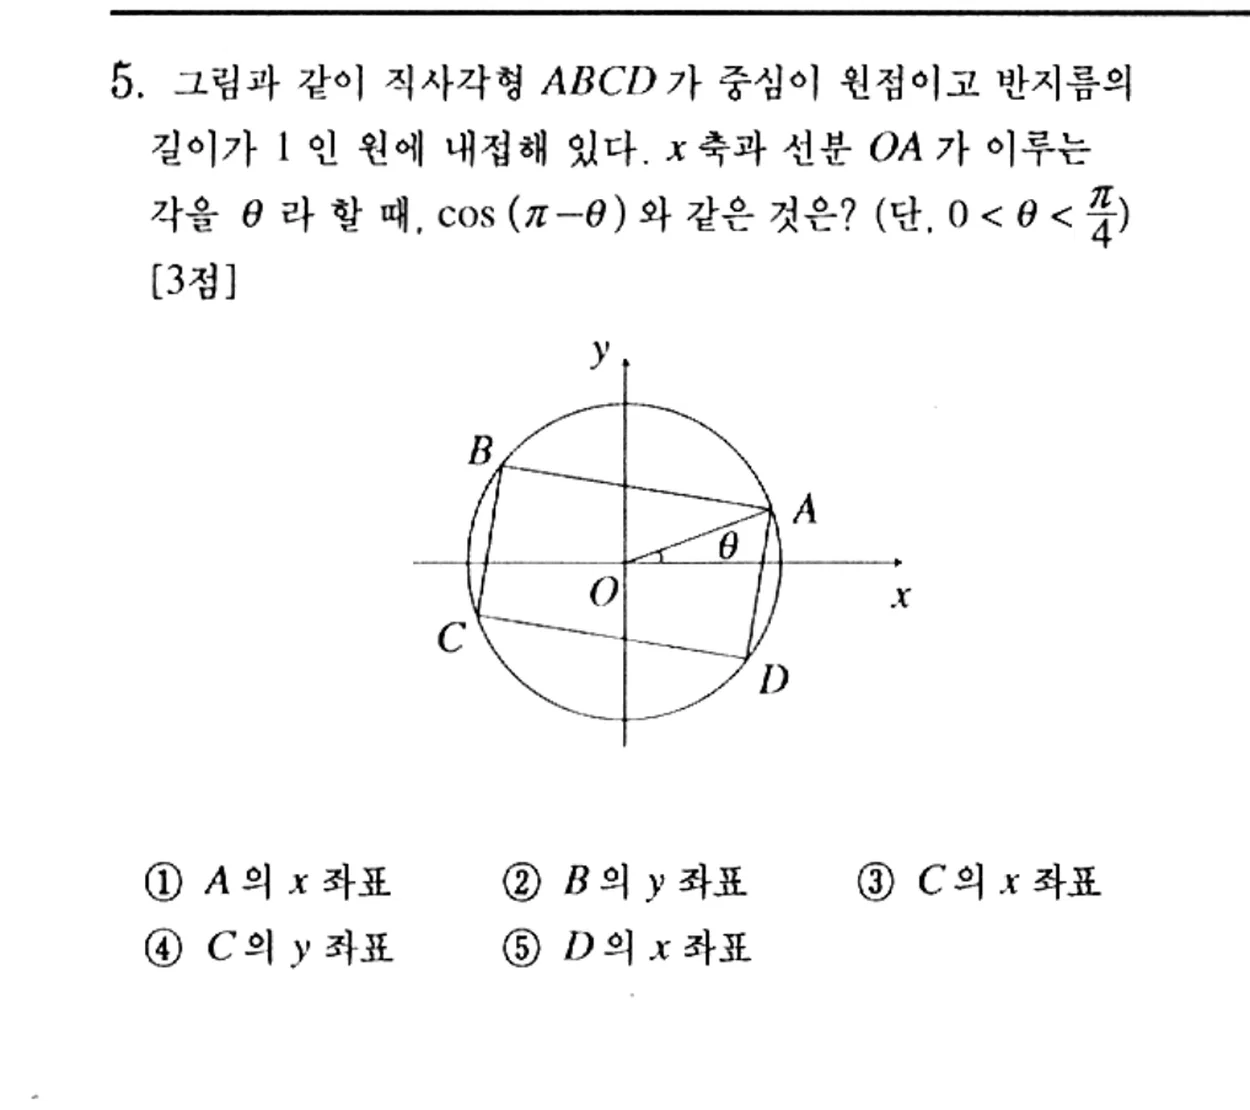 5. 그림과 같이 직사각형 ABCD가 중심이 원점이고 반지름의
길이가 1인 원에 내접해 있다. x축과 선분 OA가 이루는
각을 θ라 할 때, cos (π-θ)와 같은 것은? (단, 0 < θ < π/4)
[3점]
y
B
A
θ
O
x
C
D
① A의 x좌표 ② B의 y좌표 ③ C의 x좌표
④ C의 y좌표 ⑤ D의 x좌표